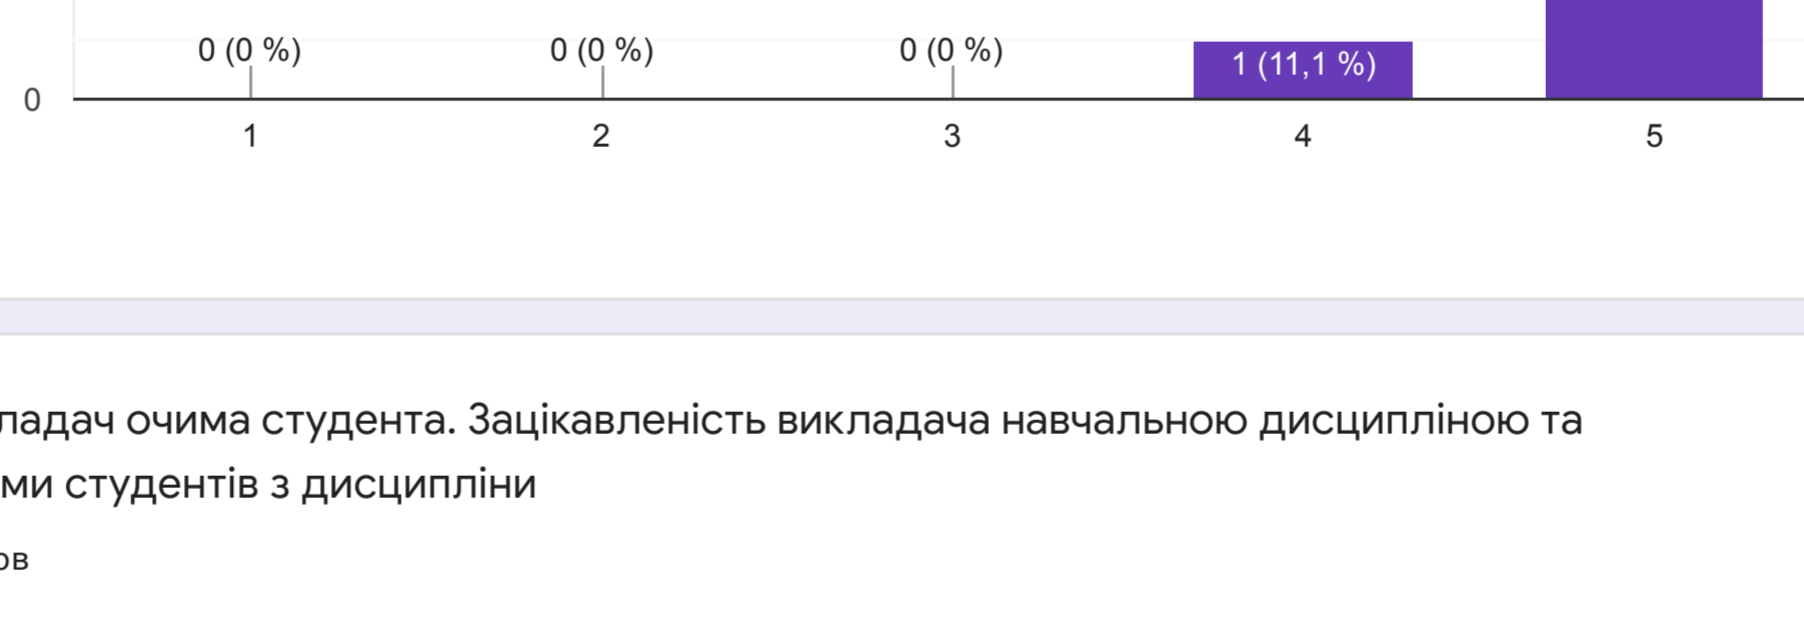 0 (0 %) 0 (0 %) 0 (0 %) 1 (11,1 %)
0
1 2 3 4 5
ладач очима студента. Зацікавленість викладача навчальною дисципліною та
ми студентів з дисципліни
ов